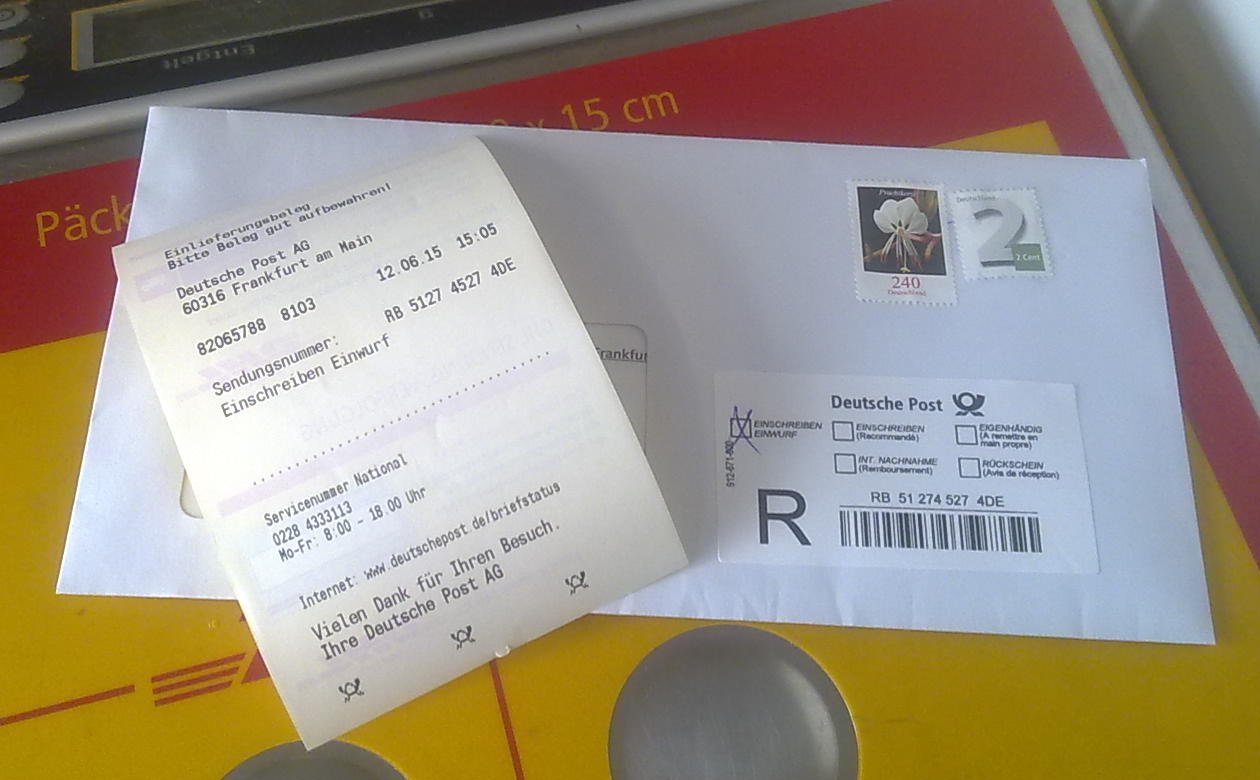 Entgelt
g
Päck
x 15 cm
Einlieferungsbeleg
Bitte Beleg gut aufbewahren!
Deutsche Post AG
60316 Frankfurt am Main
82065788 8103 12.06.15 15:05
Sendungsnummer: RB 5127 4527 4DE
Einschreiben Einwurf
Servicenummer National
0228 4333113
Mo-Fr: 8:00 - 18.00 Uhr
Internet: www.deutschepost.de/briefstatus
Vielen Dank für Ihren Besuch.
Ihre Deutsche Post AG
Frankfur
Prachtkerze
240
Deutschland
Deutschland
2
2 Cent
Deutsche Post
EINSCHREIBEN
EINWURF
EINSCHREIBEN
(Recommandé)
EIGENHÄNDIG
(A remettre en
main propre)
INT. NACHNAHME
(Remboursement)
RÜCKSCHEIN
(Avis de réception)
R
RB 51 274 527 4DE